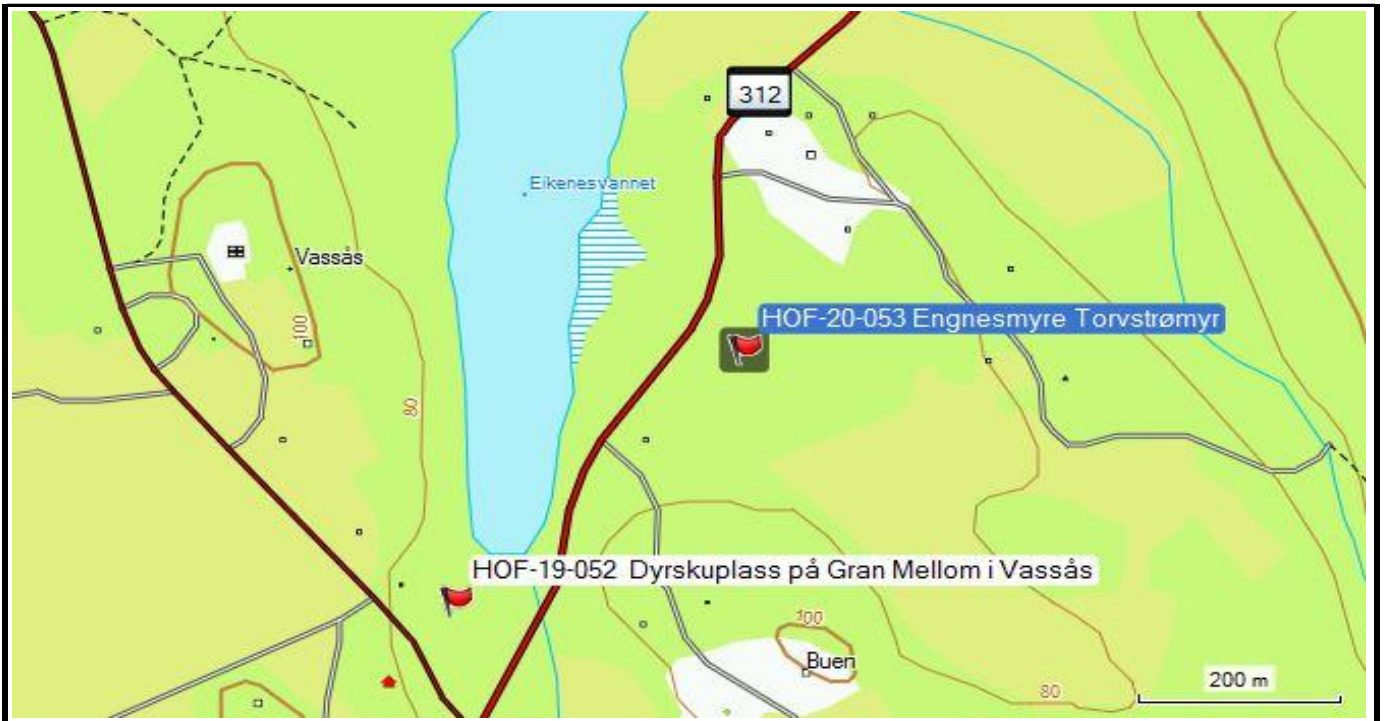 312
Eikenesvannet
Vassås
100
HOF-20-053 Engnesmyre Torvstrømyr
80
HOF-19-052 Dyrskuplass på Gran Mellom i Vassås
100
Buen
200 m
80